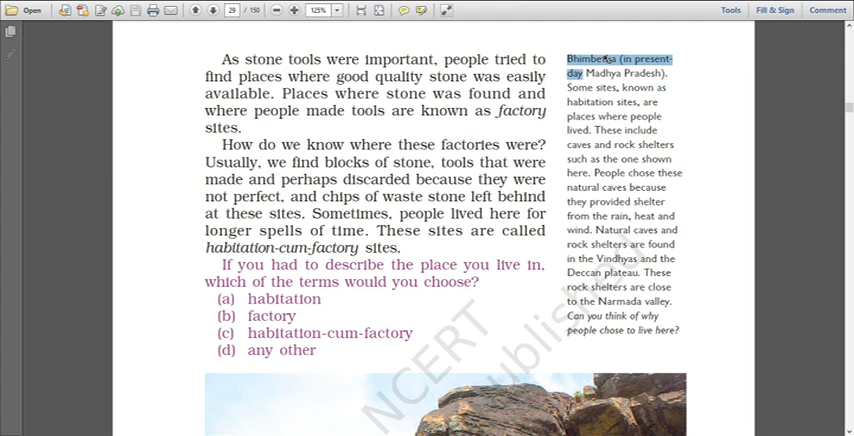 Open
29
/ 150
125%
Tools
Fill & Sign
Comment
As stone tools were important, people tried to
find places where good quality stone was easily
available. Places where stone was found and
where people made tools are known as factory
sites.
How do we know where these factories were?
Usually, we find blocks of stone, tools that were
made and perhaps discarded because they were
not perfect, and chips of waste stone left behind
at these sites. Sometimes, people lived here for
longer spells of time. These sites are called
habitation-cum-factory sites.
If you had to describe the place you live in,
which of the terms would you choose?
(a) habitation
(b) factory
(c) habitation-cum-factory
(d) any other
(in present-
day Madhya Pradesh).
Some sites, known as
habitation sites, are
places where people
lived. These include
caves and rock shelters
such as the one shown
here. People chose these
natural caves because
they provided shelter
from the rain, heat and
wind. Natural caves and
rock shelters are found
in the Vindhyas and the
Deccan plateau. These
rock shelters are close
to the Narmada valley.
Can you think of why
people chose to live here?
NCERT